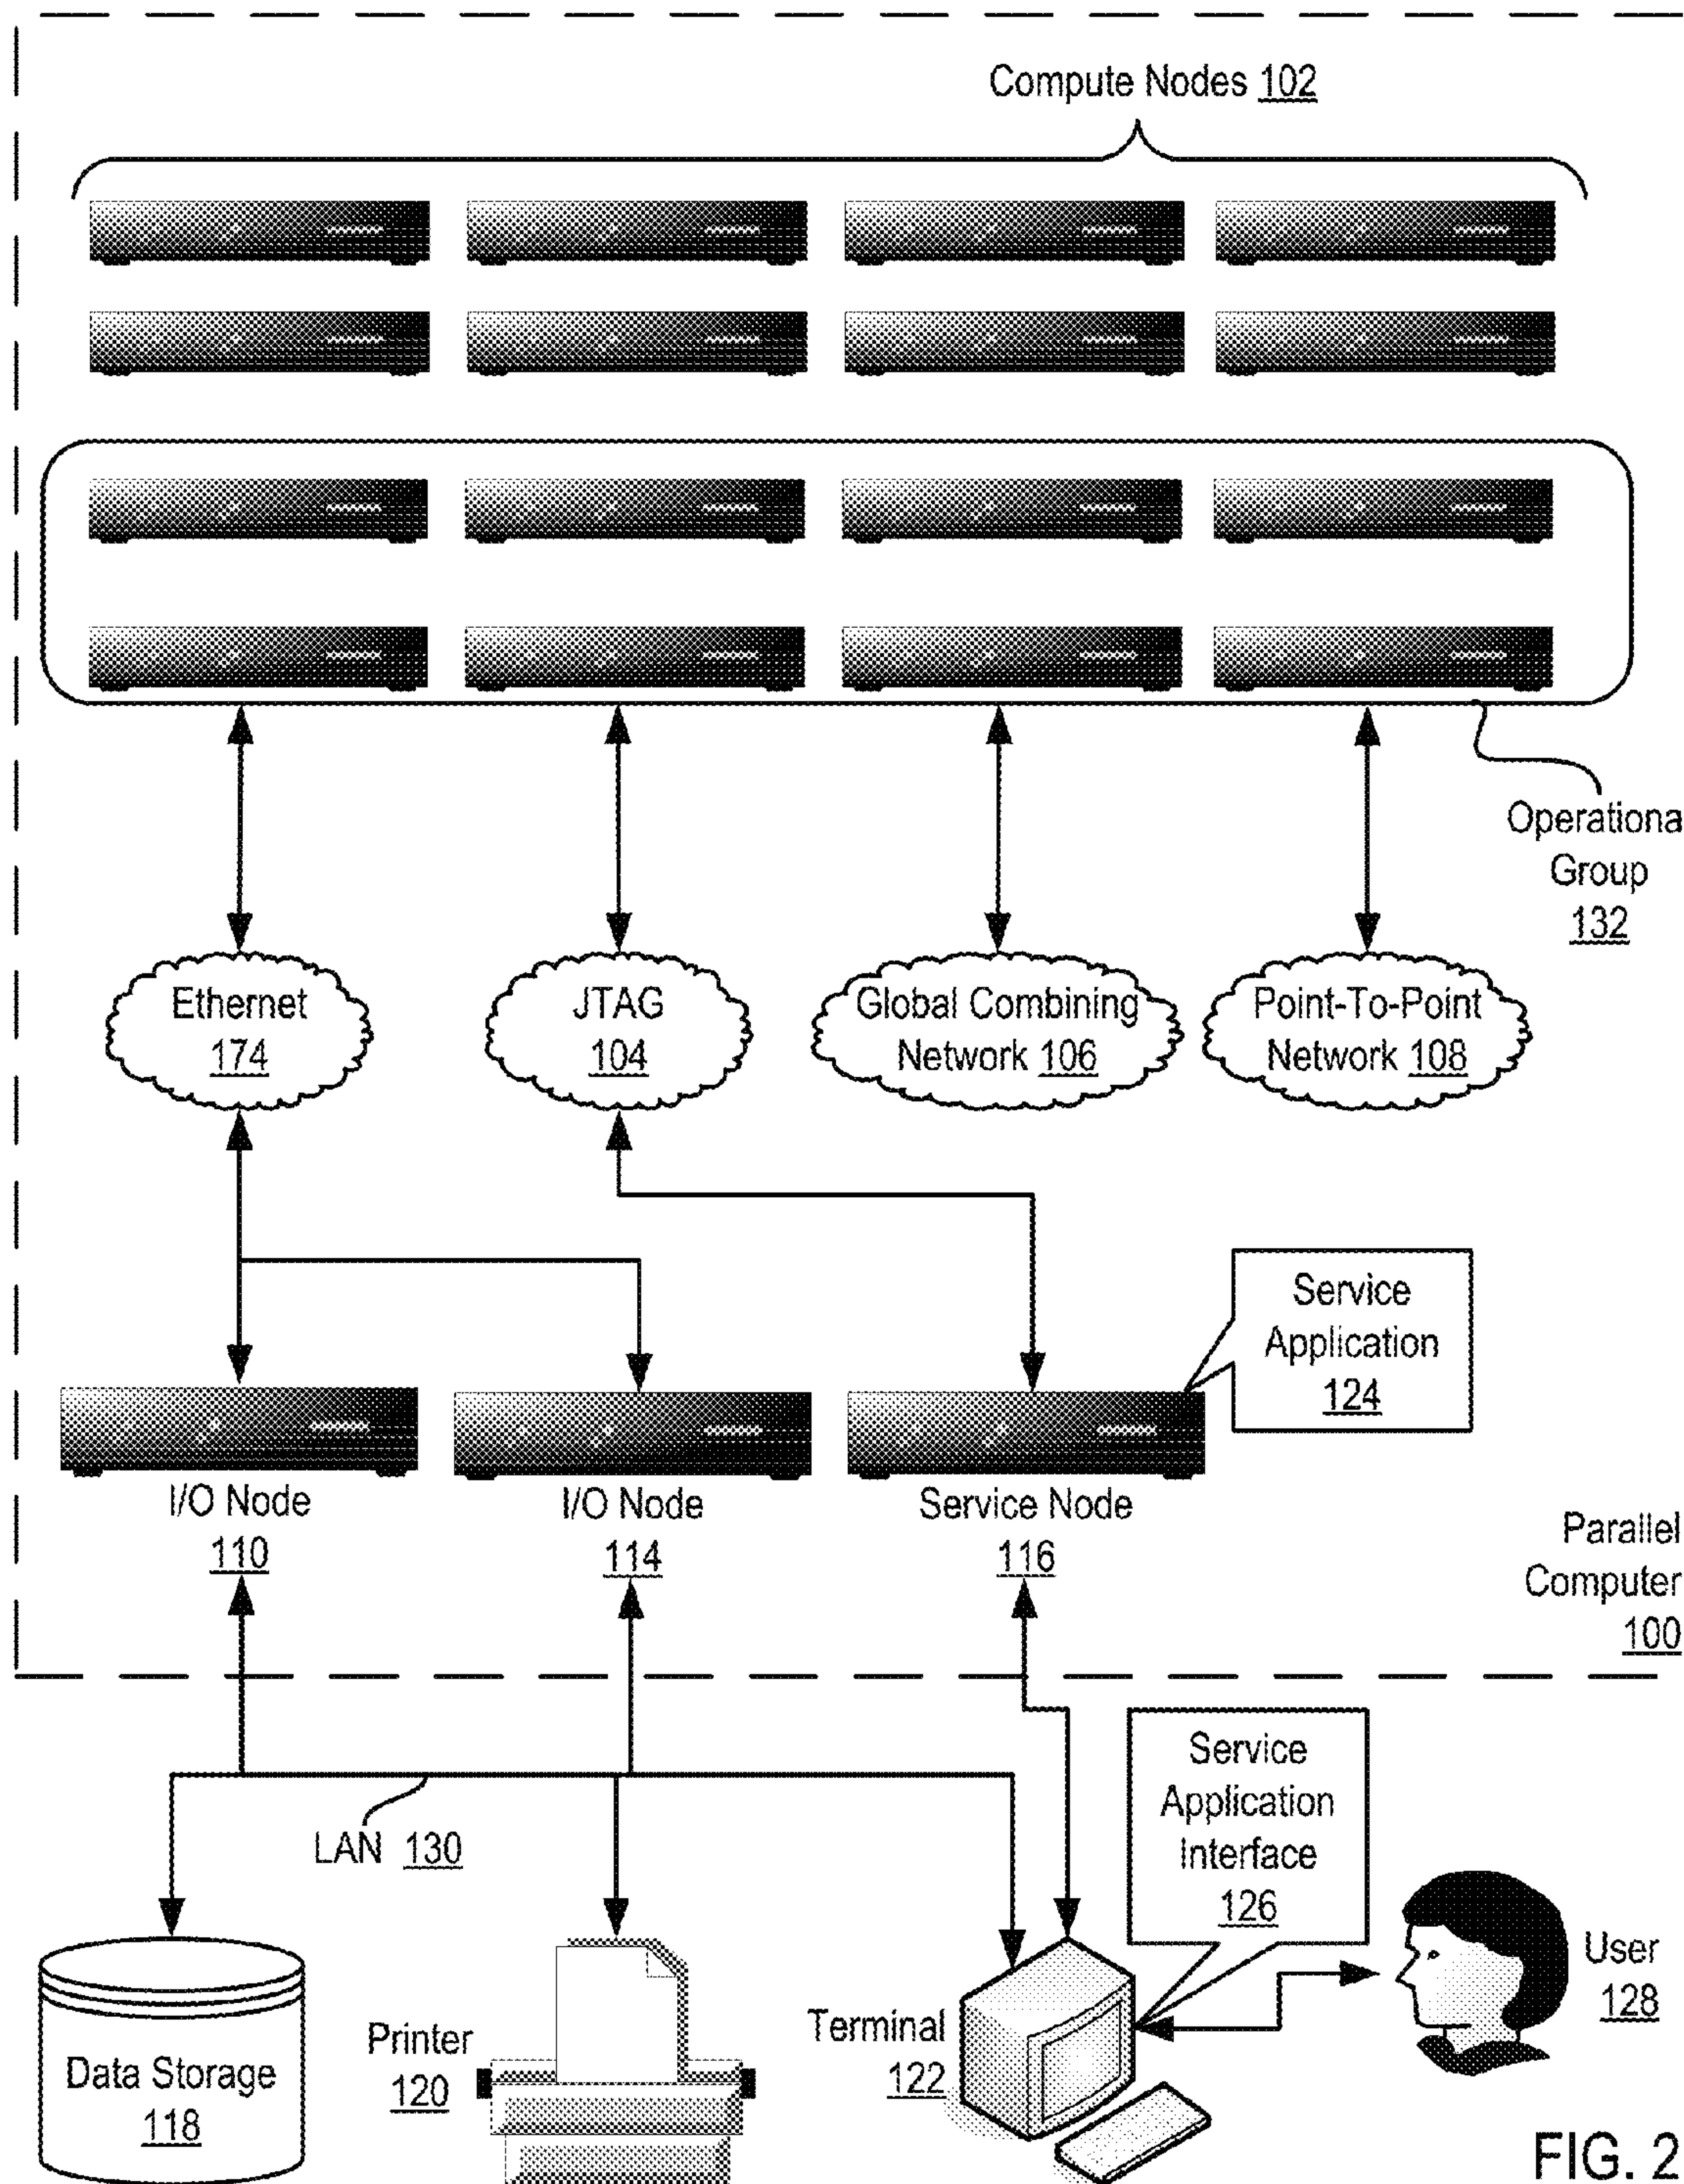 Compute Nodes 102
Operationa
Group
132
Ethernet
174
JTAG
104
Global Combining
Network 106
Point-To-Point
Network 108
Service
Application
124
I/O Node
110
I/O Node
114
Service Node
116
Parallel
Computer
100
LAN 130
Service
Application
Interface
126
Data Storage
118
Printer
120
Terminal
122
User
128
FIG. 2